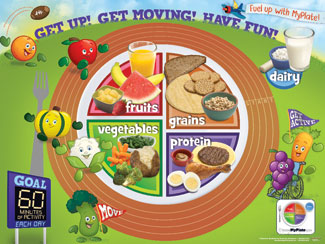 GET UP! GET MOVING! HAVE FUN!
Fuel up with MyPlate!
dairy
fruits
grains
vegetables
protein
GET ACTIVE
GOAL
60
MINUTES
OF ACTIVITY
EACH DAY
MOVE
MyPlate